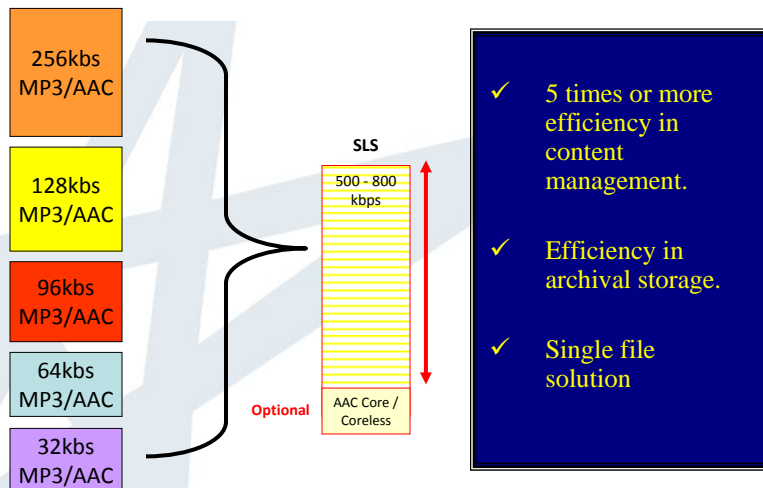 256kbs
MP3/AAC
128kbs
MP3/AAC
96kbs
MP3/AAC
64kbs
MP3/AAC
32kbs
MP3/AAC
SLS
500 - 800
kbps
Optional
AAC Core /
Coreless
✓ 5 times or more
efficiency in
content
management.
✓ Efficiency in
archival storage.
✓ Single file
solution